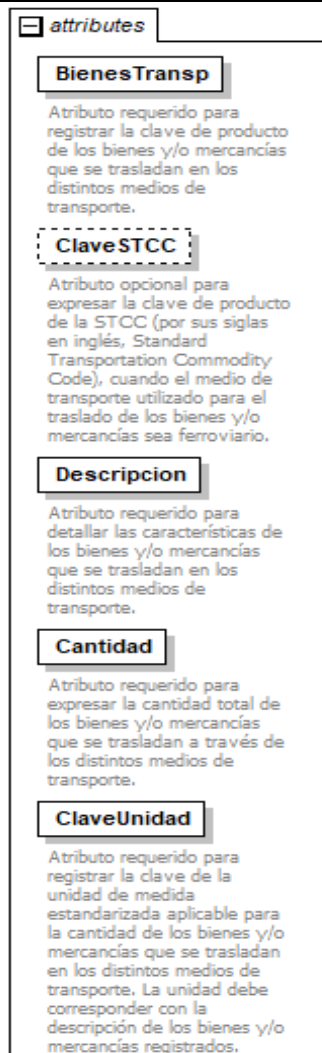 attributes
BienesTransp
Atributo requerido para
registrar la clave de producto
de los bienes y/o mercancías
que se trasladan en los
distintos medios de
transporte.
ClaveSTCC
Atributo opcional para
expresar la clave de producto
de la STCC (por sus siglas
en inglés, Standard
Transportation Commodity
Code), cuando el medio de
transporte utilizado para el
traslado de los bienes y/o
mercancías sea ferroviario.
Descripcion
Atributo requerido para
detallar las características de
los bienes y/o mercancías
que se trasladan en los
distintos medios de
transporte.
Cantidad
Atributo requerido para
expresar la cantidad total de
los bienes y/o mercancías
que se trasladan a través de
los distintos medios de
transporte.
ClaveUnidad
Atributo requerido para
registrar la clave de la
unidad de medida
estandarizada aplicable para
la cantidad de los bienes y/o
mercancías que se trasladan
en los distintos medios de
transporte. La unidad debe
corresponder con la
descripción de los bienes y/o
mercancías registrados.